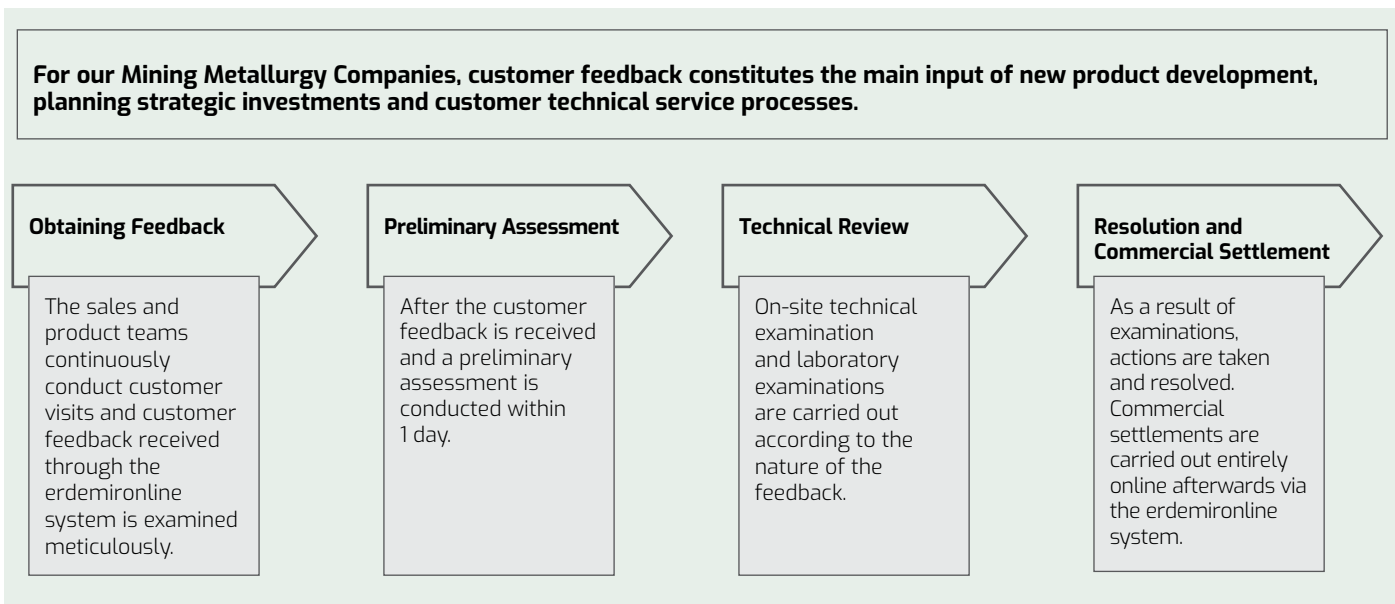 For our Mining Metallurgy Companies, customer feedback constitutes the main input of new product development,
planning strategic investments and customer technical service processes.
Obtaining Feedback
The sales and
product teams
continuously
conduct customer
visits and customer
feedback received
through the
erdemironline
system is examined
meticulously.
Preliminary Assessment
After the customer
feedback is received
and a preliminary
assessment is
conducted within
1 day.
Technical Review
On-site technical
examination
and laboratory
examinations
are carried out
according to the
nature of the
feedback.
Resolution and
Commercial Settlement
As a result of
examinations,
actions are taken
and resolved.
Commercial
settlements are
carried out entirely
online afterwards via
the erdemironline
system.